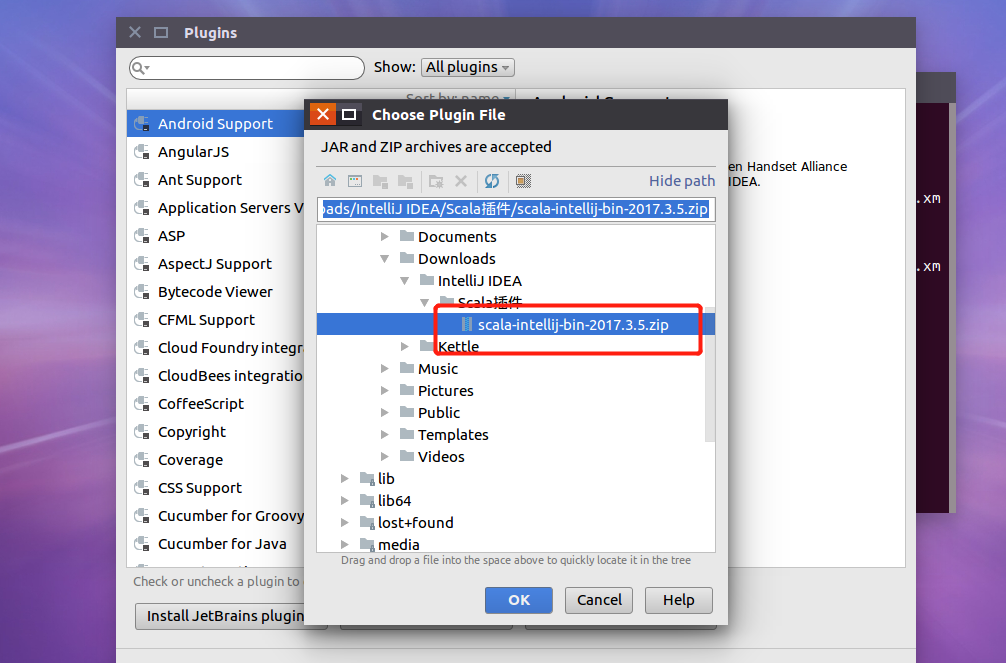 Plugins
Show: All plugins
Sort by: name
Android Support
Android Support
AngularJS
Ant Support
Application Servers V
ASP
AspectJ Support
Bytecode Viewer
CFML Support
Cloud Foundry integr
CloudBees integratio
CoffeeScript
Copyright
Coverage
CSS Support
Cucumber for Groovy
Cucumber for Java
Check or uncheck a plugin to
Install JetBrains plugin
en Handset Alliance
IDEA.
.xm
.xm
Choose Plugin File
JAR and ZIP archives are accepted
Hide path
oads/IntelliJ IDEA/Scala插件/scala-intellij-bin-2017.3.5.zip
Documents
Downloads
IntelliJ IDEA
Scala插件
scala-intellij-bin-2017.3.5.zip
Kettle
Music
Pictures
Public
Templates
Videos
lib
lib64
lost+found
media
Drag and drop a file into the space above to quickly locate it in the tree
OK
Cancel
Help